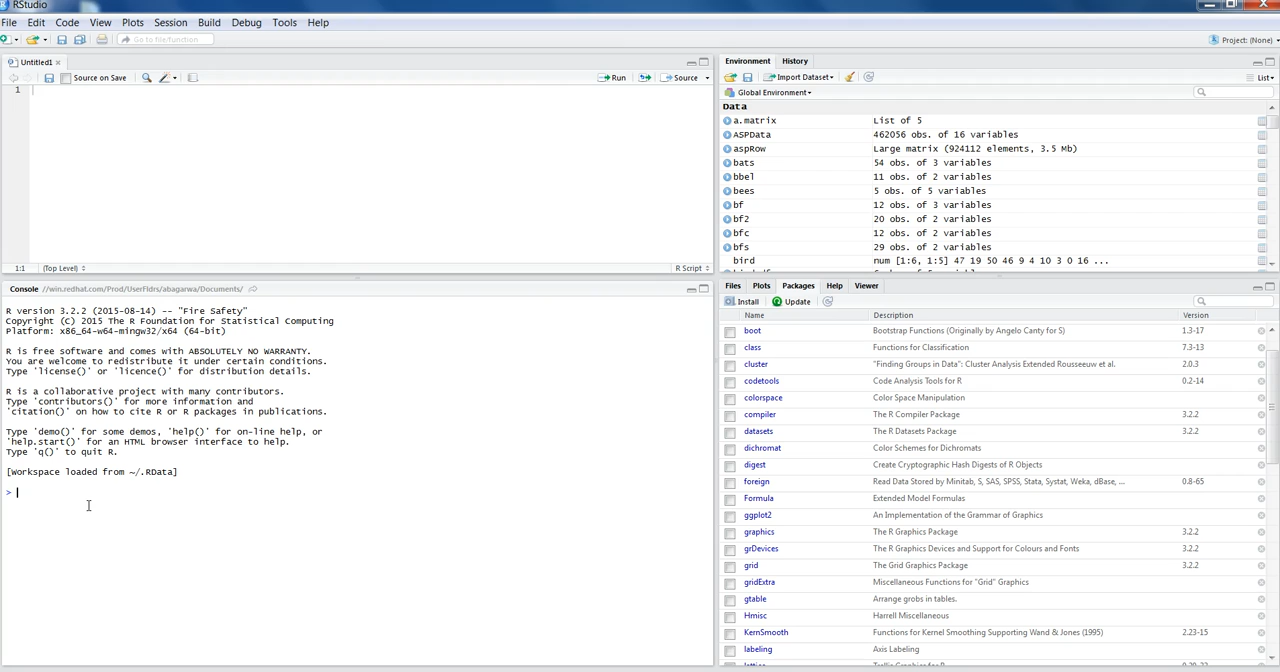 RStudio
File Edit Code View Plots Session Build Debug Tools Help
Go to file/function
Project: (None)
Untitled1
Source on Save
Run
Source
1
1:1 (Top Level)
R Script
Console //win.redhat.com/Prod/UserFldrs/abagarwa/Documents/
R version 3.2.2 (2015-08-14) -- "Fire Safety"
Copyright (C) 2015 The R Foundation for Statistical Computing
Platform: x86_64-w64-mingw32/x64 (64-bit)
R is free software and comes with ABSOLUTELY NO WARRANTY.
You are welcome to redistribute it under certain conditions.
Type 'license()' or 'licence()' for distribution details.
R is a collaborative project with many contributors.
Type 'contributors()' for more information and
'citation()' on how to cite R or R packages in publications.
Type 'demo()' for some demos, 'help()' for on-line help, or
'help.start()' for an HTML browser interface to help.
Type 'q()' to quit R.
[Workspace loaded from ~/.RData]
>
Environment History
Import Dataset
List
Global Environment
Data
a.matrix List of 5
ASPData 462056 obs. of 16 variables
aspRow Large matrix (924112 elements, 3.5 Mb)
bats 54 obs. of 3 variables
bbel 11 obs. of 2 variables
bees 5 obs. of 5 variables
bf 12 obs. of 3 variables
bf2 20 obs. of 2 variables
bfc 12 obs. of 2 variables
bfs 29 obs. of 2 variables
bird num [1:6, 1:5] 47 19 50 46 9 4 10 3 0 16 ...
Files Plots Packages Help Viewer
Install Update
Name Description Version
boot Bootstrap Functions (Originally by Angelo Canty for S) 1.3-17
class Functions for Classification 7.3-13
cluster "Finding Groups in Data": Cluster Analysis Extended Rousseeuw et al. 2.0.3
codetools Code Analysis Tools for R 0.2-14
colorspace Color Space Manipulation
compiler The R Compiler Package 3.2.2
datasets The R Datasets Package 3.2.2
dichromat Color Schemes for Dichromats
digest Create Cryptographic Hash Digests of R Objects
foreign Read Data Stored by Minitab, S, SAS, SPSS, Stata, Systat, Weka, dBase, ... 0.8-65
Formula Extended Model Formulas
ggplot2 An Implementation of the Grammar of Graphics
graphics The R Graphics Package 3.2.2
grDevices The R Graphics Devices and Support for Colours and Fonts 3.2.2
grid The Grid Graphics Package 3.2.2
gridExtra Miscellaneous Functions for "Grid" Graphics
gtable Arrange grobs in tables.
Hmisc Harrell Miscellaneous
KernSmooth Functions for Kernel Smoothing Supporting Wand & Jones (1995) 2.23-15
labeling Axis Labeling